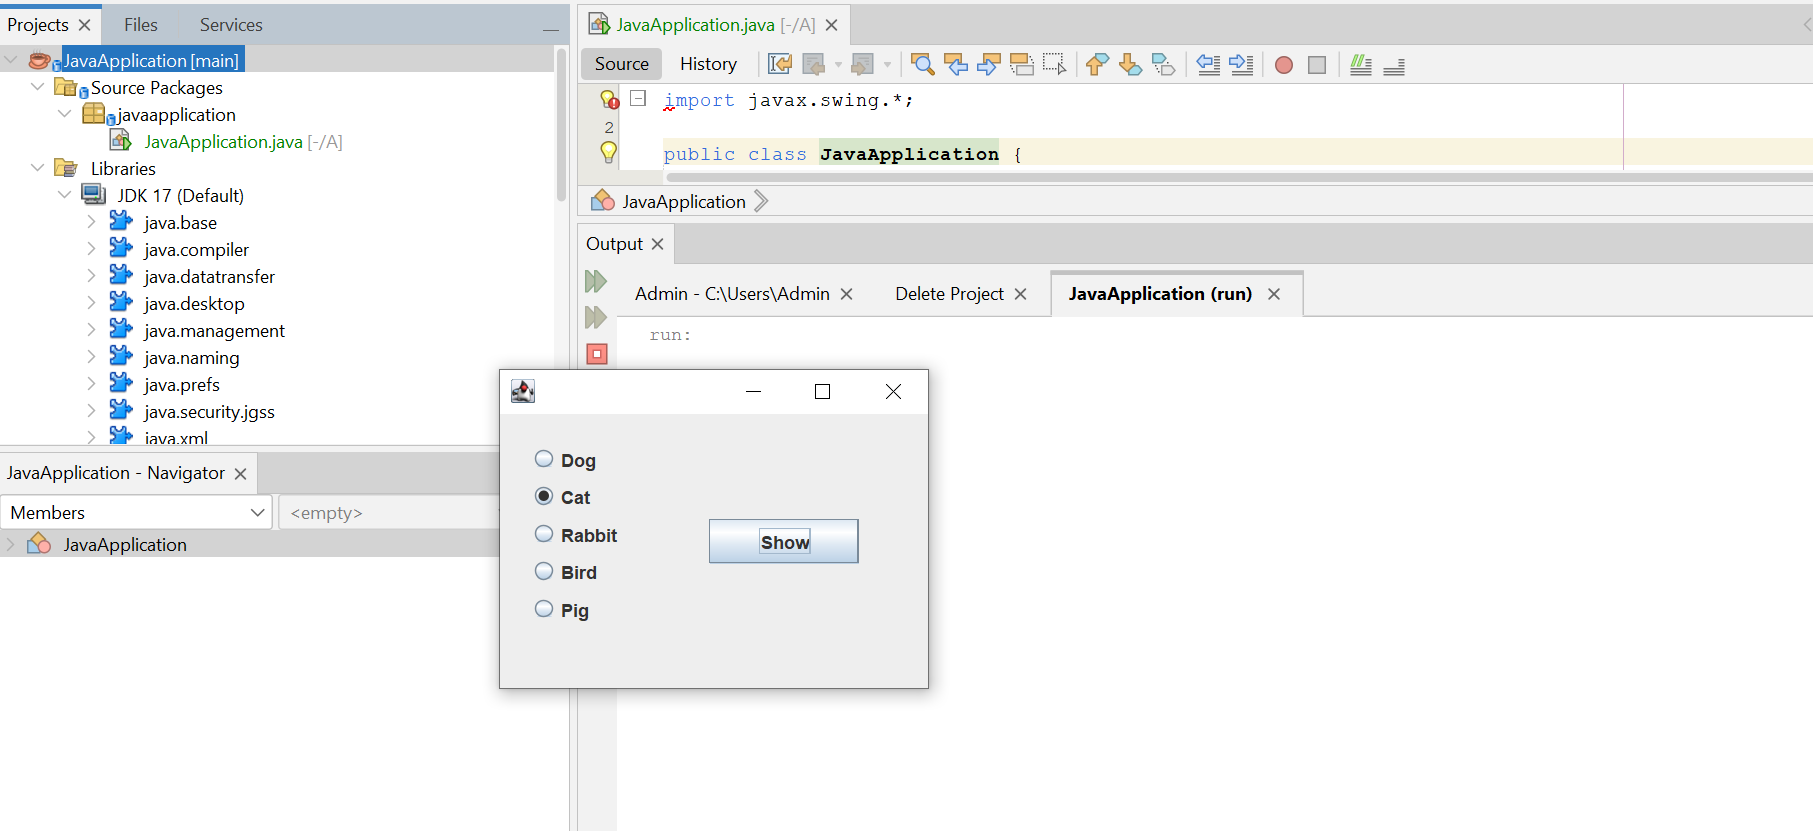 Projects Files Services
JavaApplication [main]
Source Packages
javaapplication
JavaApplication.java [-/A]
Libraries
JDK 17 (Default)
java.base
java.compiler
java.datatransfer
java.desktop
java.management
java.naming
java.prefs
java.security.jgss
java.xml
JavaApplication - Navigator
Members <empty>
JavaApplication
JavaApplication.java [-/A]
Source History
import javax.swing.*;
2
public class JavaApplication {
JavaApplication
Output
Admin - C:\Users\Admin Delete Project JavaApplication (run)
run:
Dog
Cat
Rabbit
Bird
Pig
Show